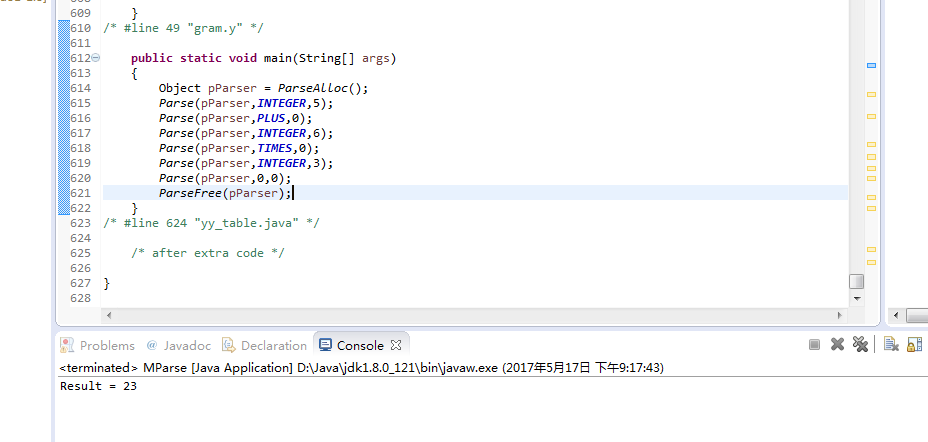 609     }
610 /* #line 49 "gram.y" */
611
612     public static void main(String[] args)
613     {
614         Object pParser = ParseAlloc();
615         Parse(pParser,INTEGER,5);
616         Parse(pParser,PLUS,0);
617         Parse(pParser,INTEGER,6);
618         Parse(pParser,TIMES,0);
619         Parse(pParser,INTEGER,3);
620         Parse(pParser,0,0);
621         ParseFree(pParser);
622     }
623 /* #line 624 "yy_table.java" */
624
625     /* after extra code */
626
627 }
628
Problems @ Javadoc Declaration Console
<terminated> MParse [Java Application] D:\Java\jdk1.8.0_121\bin\javaw.exe (2017年5月17日 下午9:17:43)
Result = 23